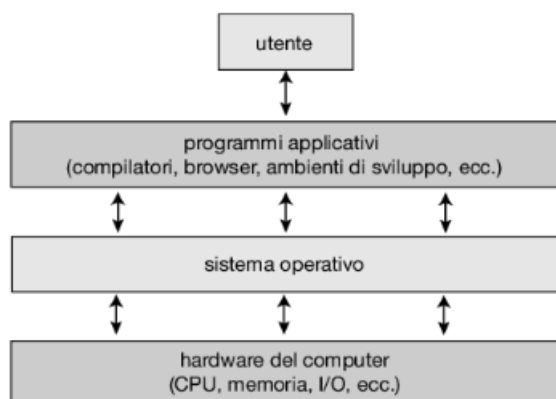 utente
programmi applicativi
(compilatori, browser, ambienti di sviluppo, ecc.)
sistema operativo
hardware del computer
(CPU, memoria, I/O, ecc.)